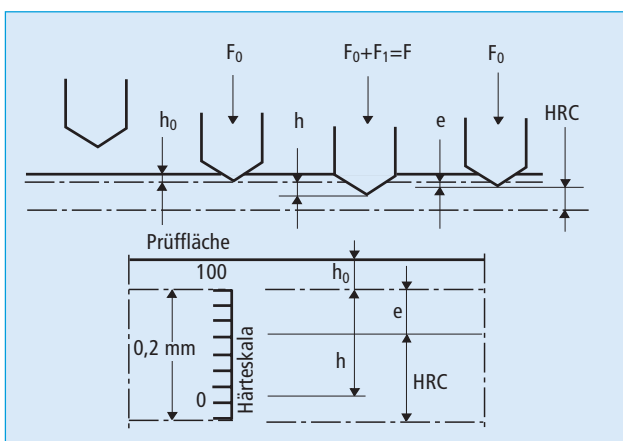 F₀ F₀+F₁=F F₀
h₀ h e HRC
Prüffläche
100 h₀
e
0,2 mm Härteskala h HRC
0